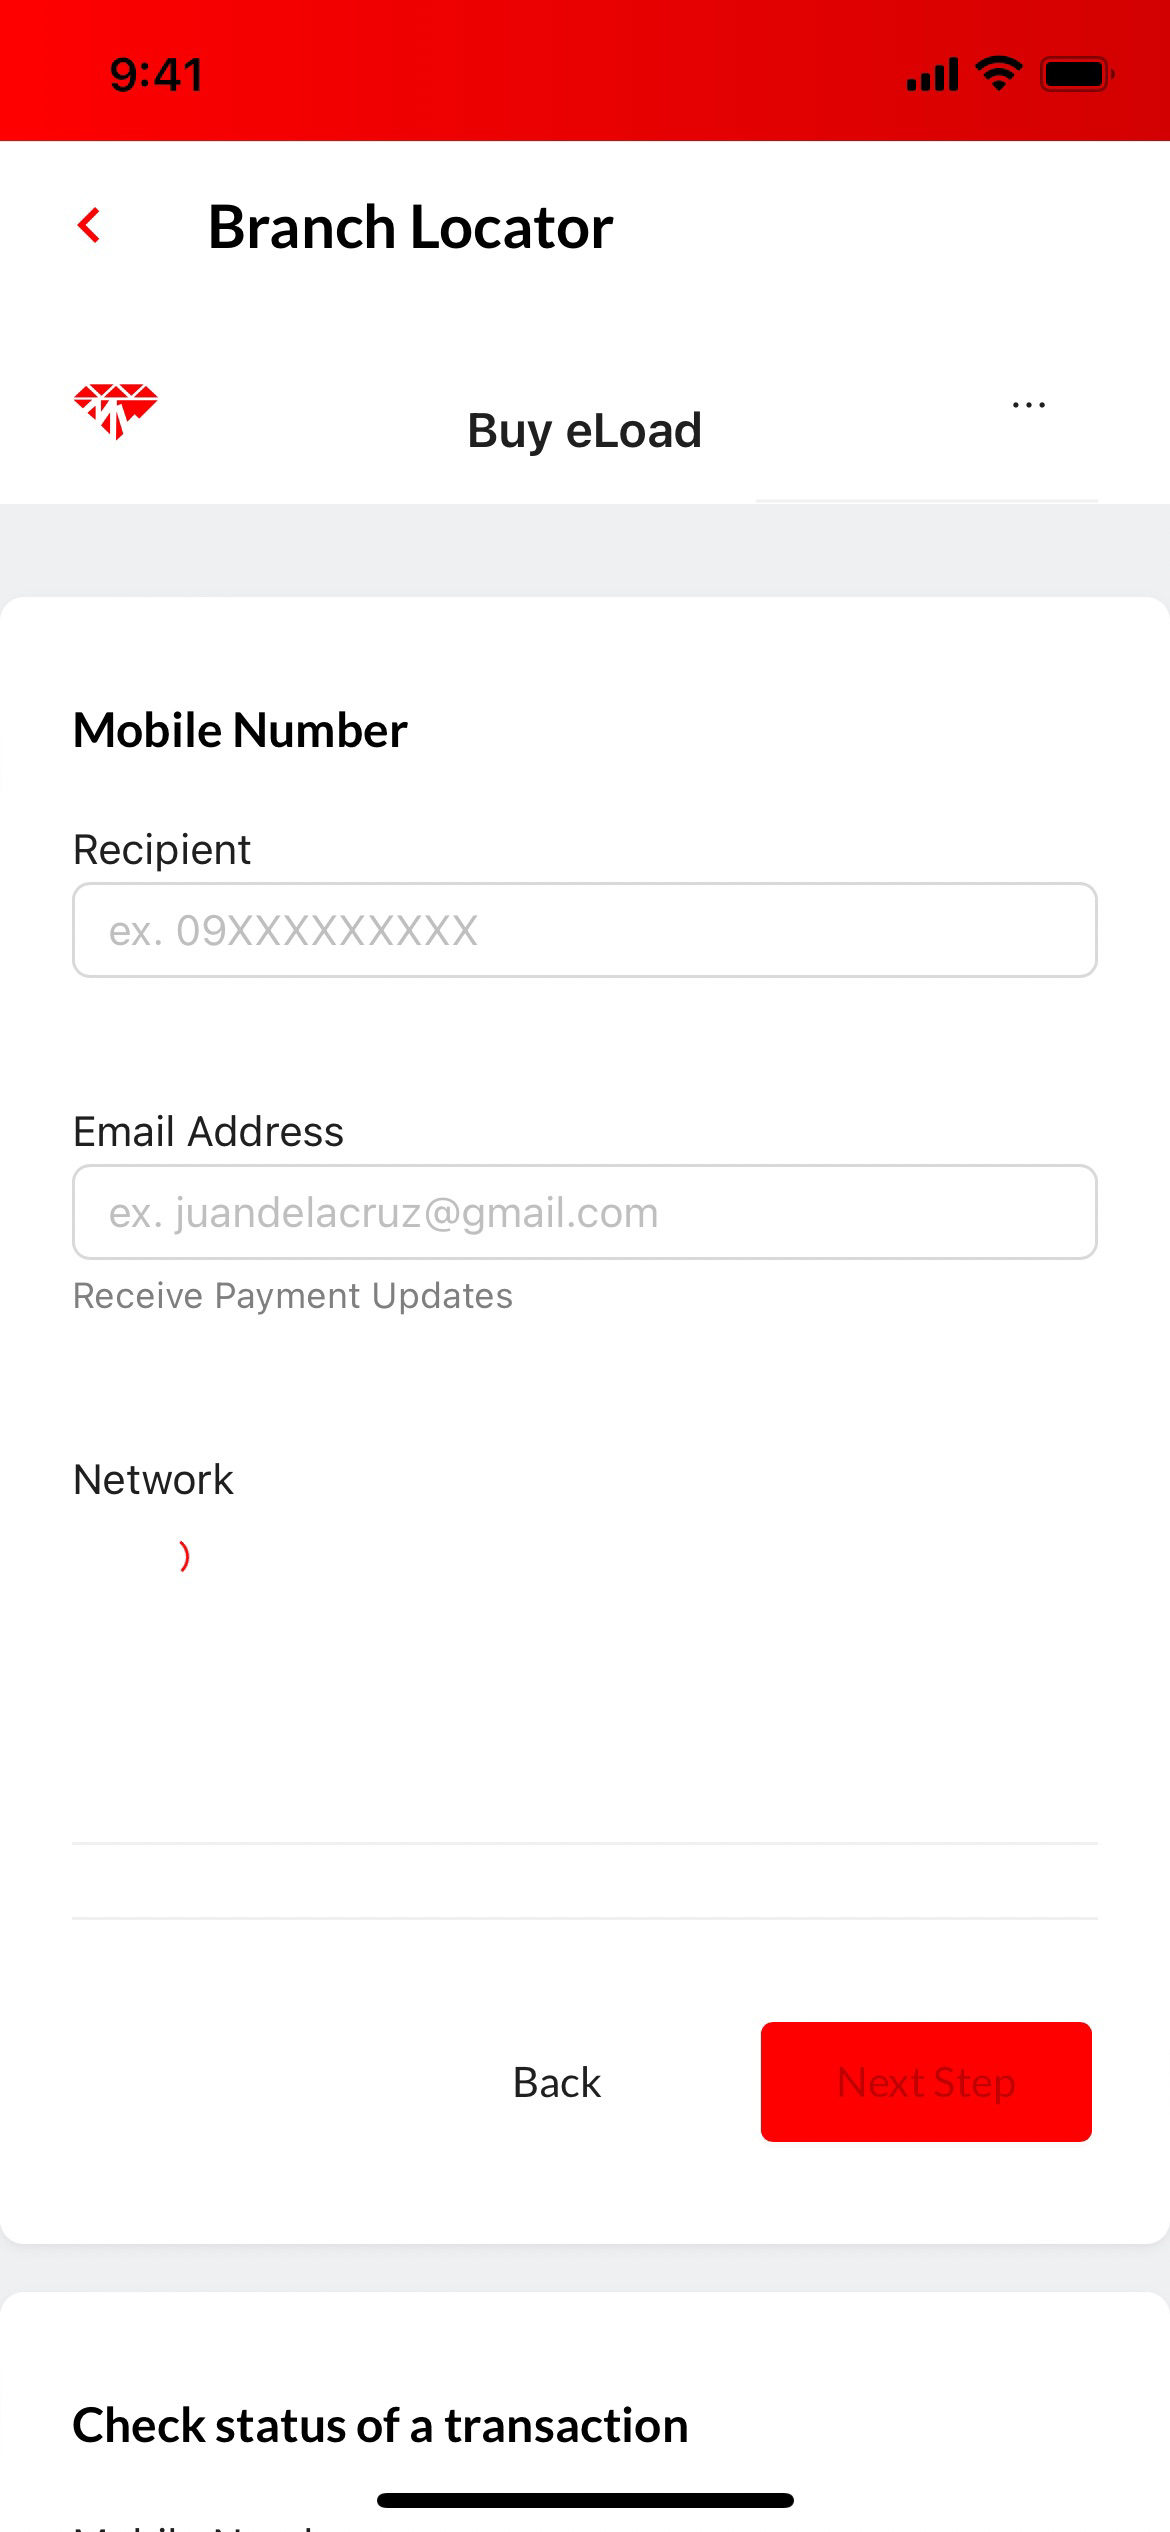 9:41
Branch Locator
Buy eLoad
...
Mobile Number
Recipient
ex. 09XXXXXXXXX
Email Address
ex. juandelacruz@gmail.com
Receive Payment Updates
Network
Back
Next Step
Check status of a transaction